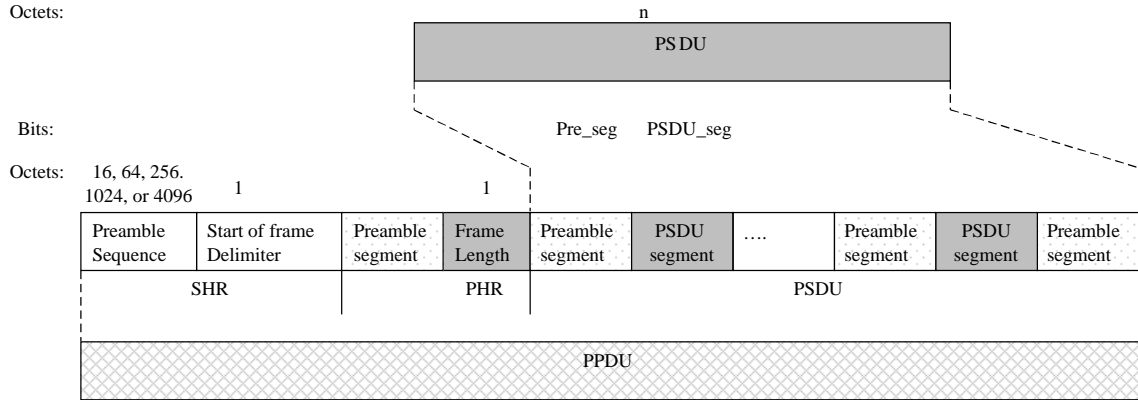 Octets: n
PSDU
Bits: Pre_seg PSDU_seg
Octets: 16, 64, 256.
1024, or 4096 1 1
Preamble Start of frame Preamble Frame Preamble PSDU .... Preamble PSDU Preamble
Sequence Delimiter segment Length segment segment segment segment segment
SHR PHR PSDU
PPDU